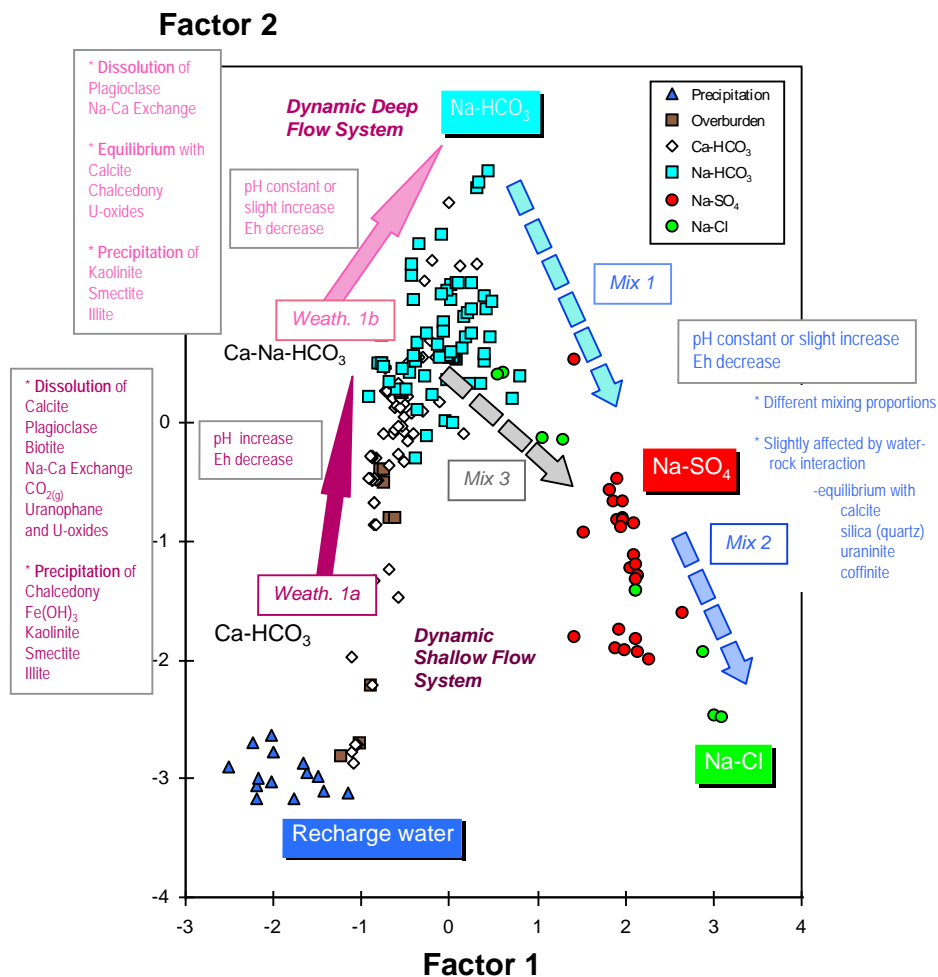 Factor 2
* Dissolution of
Plagioclase
Na-Ca Exchange
* Equilibrium with
Calcite
Chalcedony
U-oxides
* Precipitation of
Kaolinite
Smectite
Illite
Dynamic Deep
Flow System
Na-HCO3
Precipitation
Overburden
Ca-HCO3
Na-HCO3
Na-SO4
Na-Cl
pH constant or
slight increase
Eh decrease
Mix 1
Weath. 1b
Ca-Na-HCO3
pH constant or slight increase
Eh decrease
* Dissolution of
Calcite
Plagioclase
Biotite
Na-Ca Exchange
CO2(g)
Uranophane
and U-oxides
* Precipitation of
Chalcedony
Fe(OH)3
Kaolinite
Smectite
Illite
pH increase
Eh decrease
* Different mixing proportions
* Slightly affected by water-
rock interaction
-equilibrium with
calcite
silica (quartz)
uraninite
coffinite
Mix 3
Na-SO4
Mix 2
Weath. 1a
Ca-HCO3
Dynamic
Shallow Flow
System
Na-Cl
Recharge water
0
-1
-2
-3
-4
-3 -2 -1 0 1 2 3 4
Factor 1